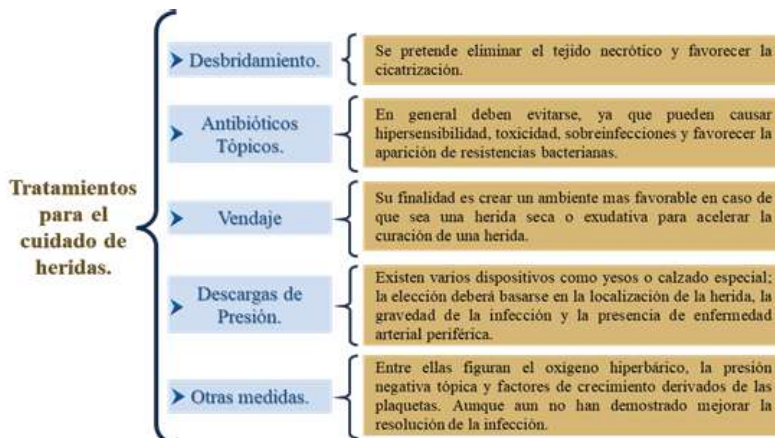 Tratamientos
para el
cuidado de
heridas.
Desbridamiento.
Se pretende eliminar el tejido necrótico y favorecer la
cicatrización.
Antibióticos
Tópicos.
En general deben evitarse, ya que pueden causar
hipersensibilidad, toxicidad, sobreinfecciones y favorecer la
aparición de resistencias bacterianas.
Vendaje
Su finalidad es crear un ambiente mas favorable en caso de
que sea una herida seca o exudativa para acelerar la
curación de una herida.
Descargas de
Presión.
Existen varios dispositivos como yesos o calzado especial;
la elección deberá basarse en la localización de la herida, la
gravedad de la infección y la presencia de enfermedad
arterial periférica.
Otras medidas.
Entre ellas figuran el oxígeno hiperbárico, la presión
negativa tópica y factores de crecimiento derivados de las
plaquetas. Aunque aun no han demostrado mejorar la
resolución de la infección.